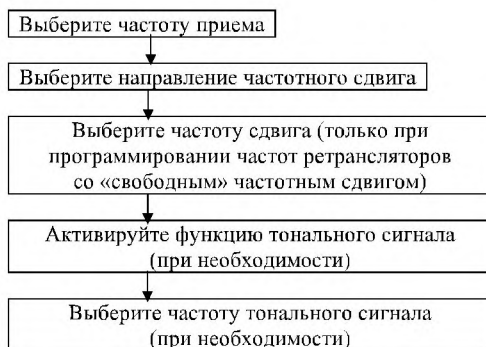 Выберите частоту приема
Выберите направление частотного сдвига
Выберите частоту сдвига (только при
программировании частот ретрансляторов
со «свободным» частотным сдвигом)
Активируйте функцию тонального сигнала
(при необходимости)
Выберите частоту тонального сигнала
(при необходимости)